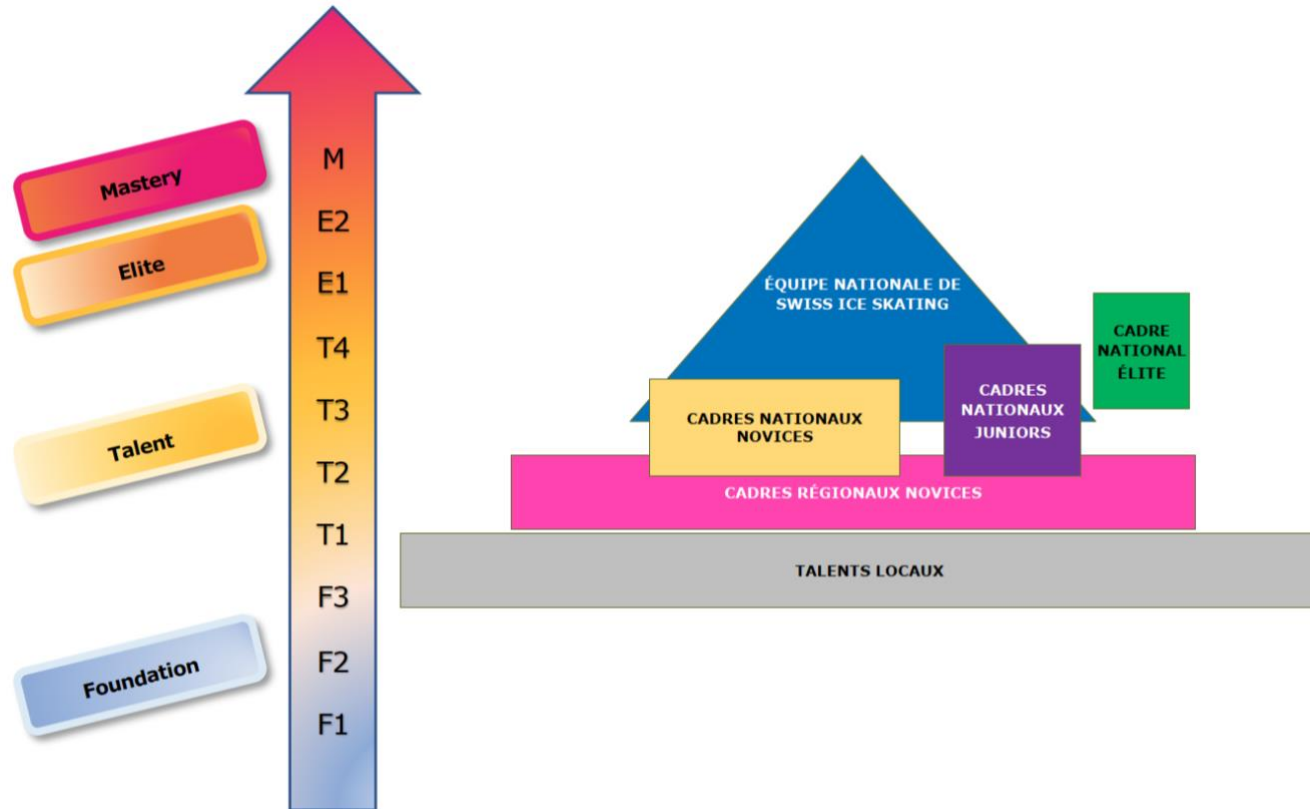 Mastery
Elite
Talent
Foundation
M
E2
E1
T4
T3
T2
T1
F3
F2
F1
ÉQUIPE NATIONALE DE
SWISS ICE SKATING
CADRE
NATIONAL
ÉLITE
CADRES NATIONAUX
NOVICES
CADRES
NATIONAUX
JUNIORS
CADRES RÉGIONAUX NOVICES
TALENTS LOCAUX